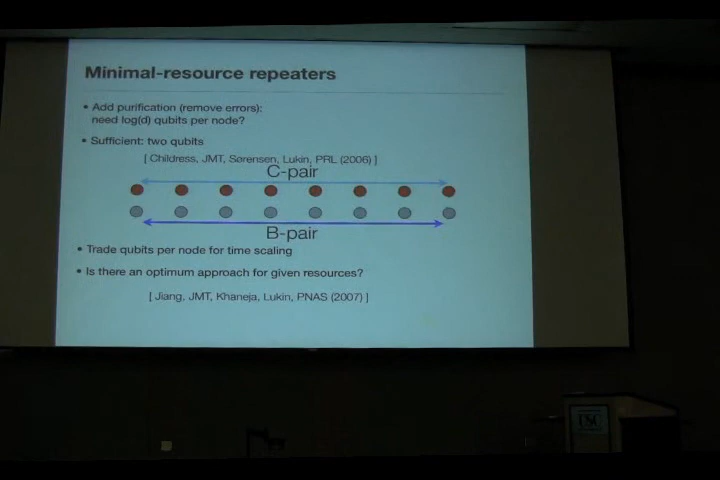 Minimal-resource repeaters
• Add purification (remove errors):
need log(d) qubits per node?
• Sufficient: two qubits
[ Childress, JMT, Sørensen, Lukin, PRL (2006) ]
C-pair
B-pair
• Trade qubits per node for time scaling
• Is there an optimum approach for given resources?
[ Jiang, JMT, Khaneja, Lukin, PNAS (2007) ]
USC